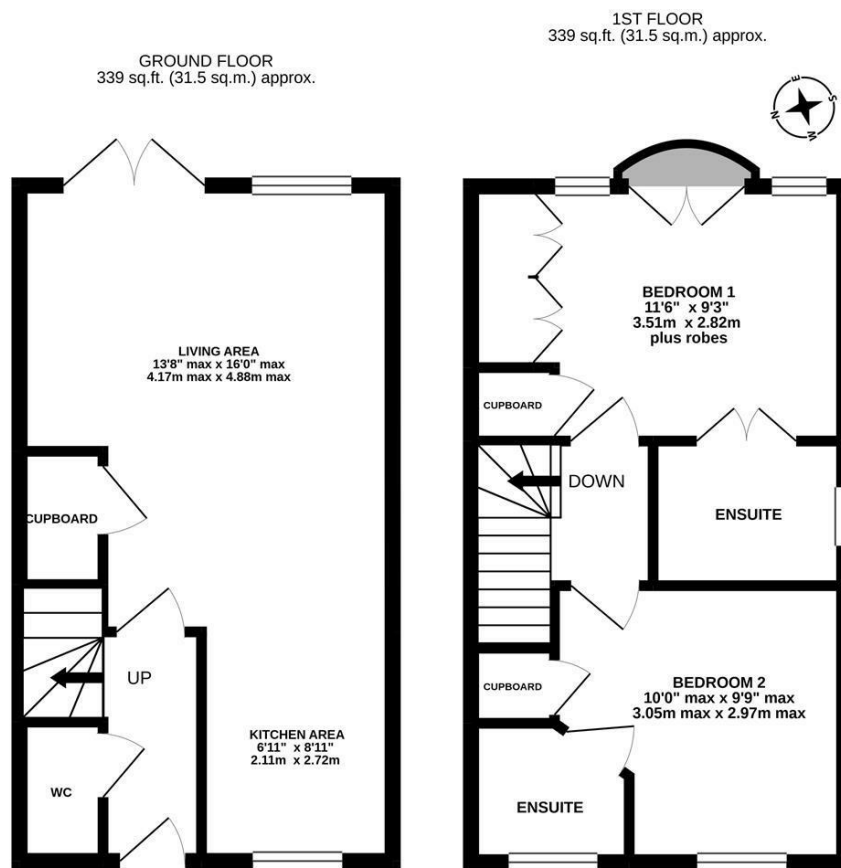 GROUND FLOOR
339 sq.ft. (31.5 sq.m.) approx.
1ST FLOOR
339 sq.ft. (31.5 sq.m.) approx.
N
E
S
W
LIVING AREA
13'8" max x 16'0" max
4.17m max x 4.88m max
CUPBOARD
UP
WC
KITCHEN AREA
6'11" x 8'11"
2.11m x 2.72m
BEDROOM 1
11'6" x 9'3"
3.51m x 2.82m
plus robes
CUPBOARD
DOWN
ENSUITE
CUPBOARD
BEDROOM 2
10'0" max x 9'9" max
3.05m max x 2.97m max
ENSUITE